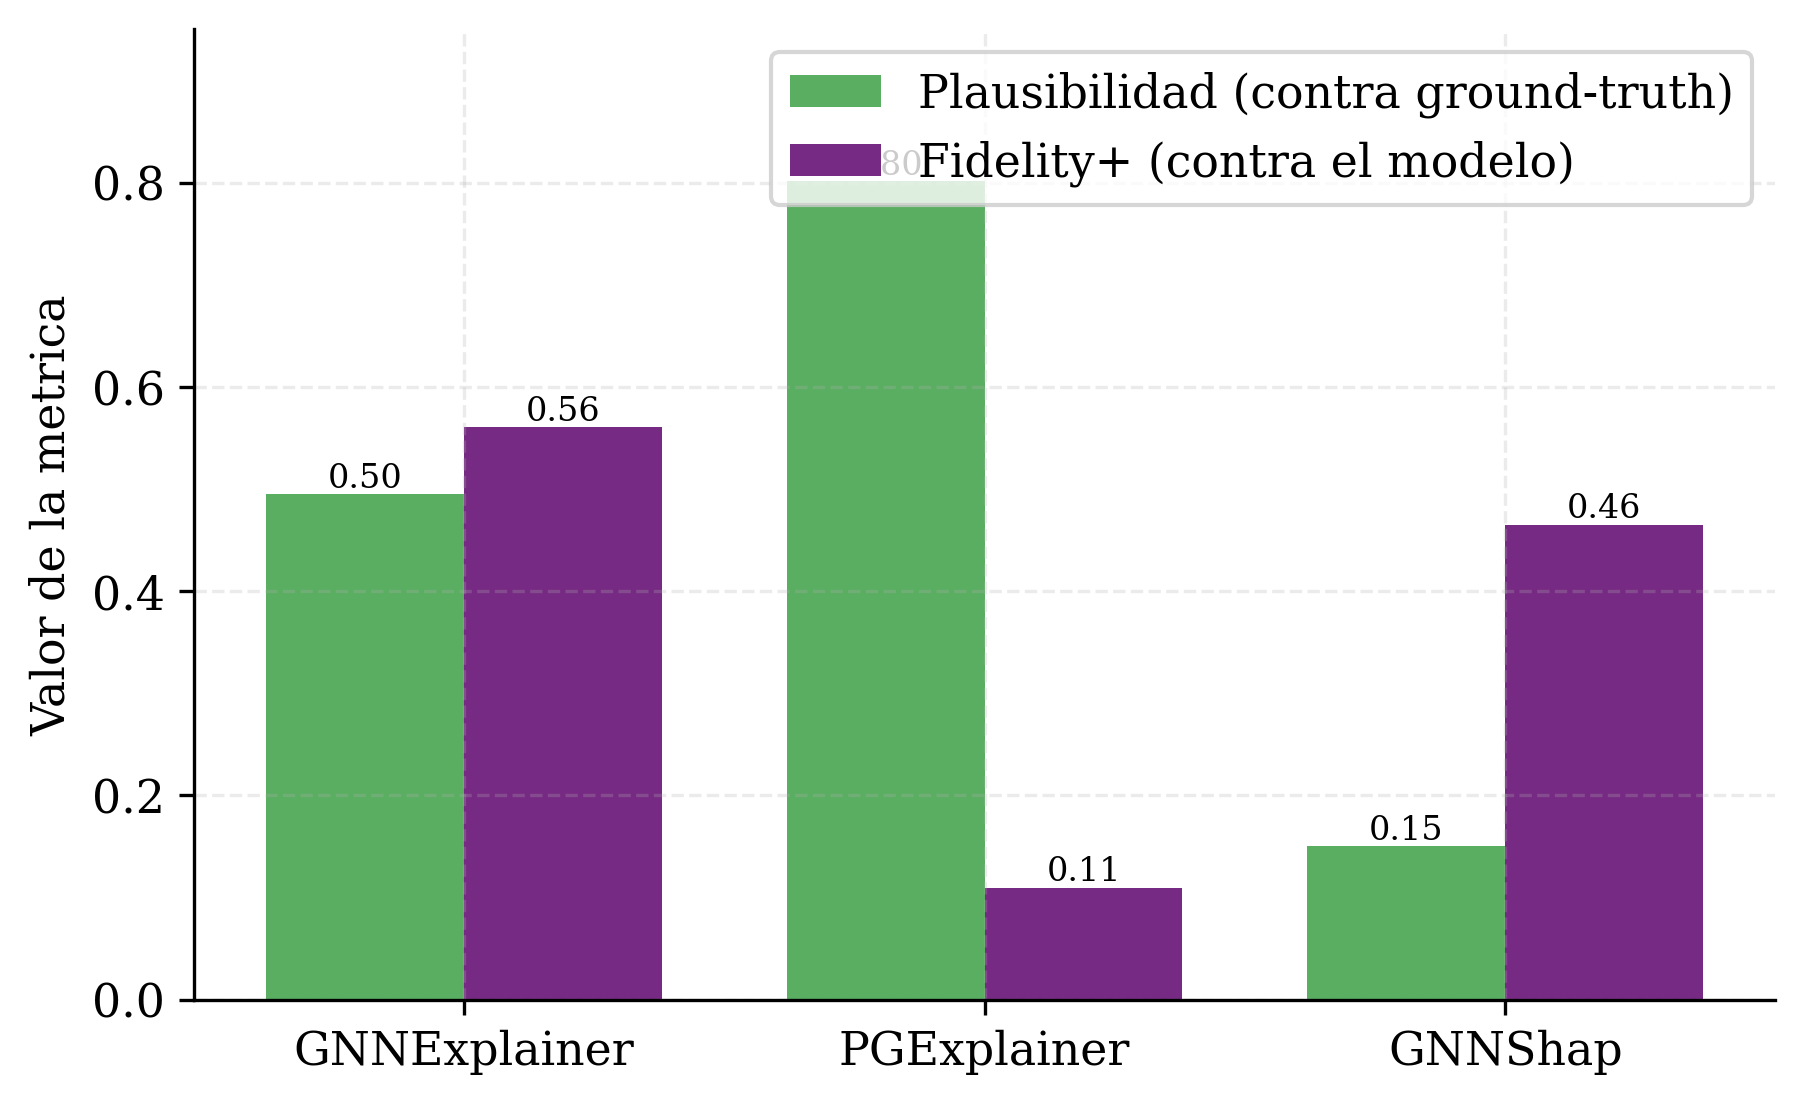 Plausibilidad (contra ground-truth)
Fidelity+ (contra el modelo)
Valor de la metrica
0.8
0.6
0.4
0.2
0.0
0.50
0.56
80
0.11
0.15
0.46
GNNExplainer
PGExplainer
GNNShap